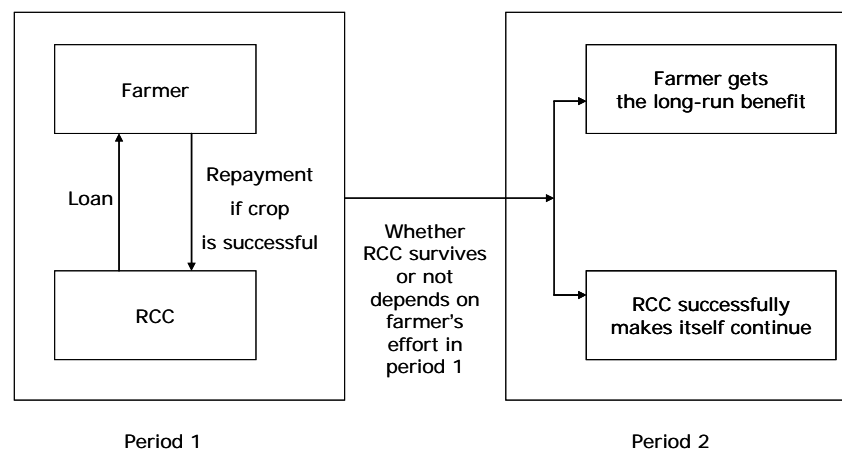 Farmer
Loan
Repayment
if crop
is successful
RCC
Period 1
Whether
RCC survives
or not
depends on
farmer's
effort in
period 1
Farmer gets
the long-run benefit
RCC successfully
makes itself continue
Period 2